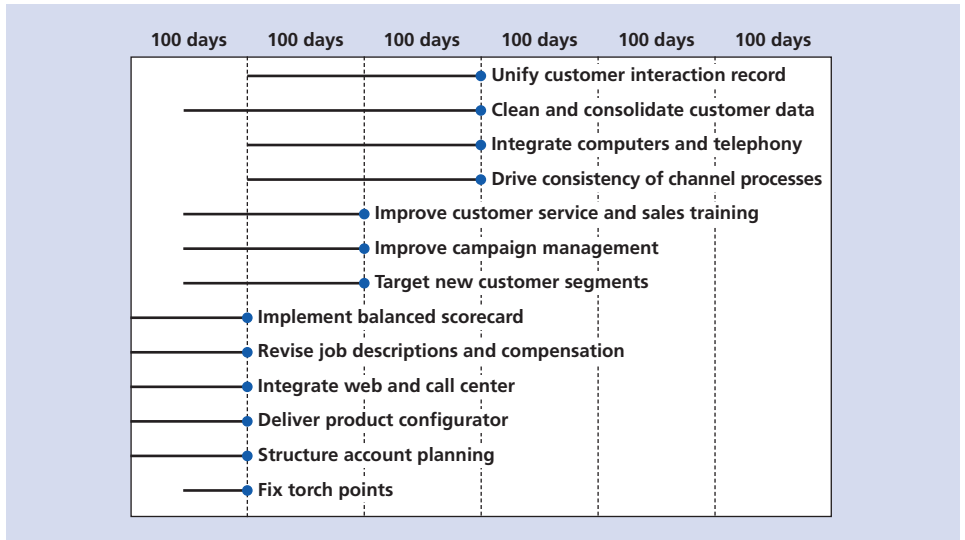 100 days 100 days 100 days 100 days 100 days 100 days
Unify customer interaction record
Clean and consolidate customer data
Integrate computers and telephony
Drive consistency of channel processes
Improve customer service and sales training
Improve campaign management
Target new customer segments
Implement balanced scorecard
Revise job descriptions and compensation
Integrate web and call center
Deliver product configurator
Structure account planning
Fix torch points